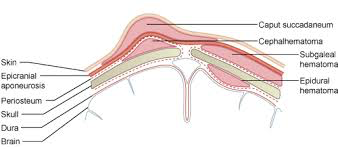 Caput succadaneum
Cephalhematoma
Subgaleal
hematoma
Epidural
hematoma
Skin
Epicranial
aponeurosis
Periosteum
Skull
Dura
Brain